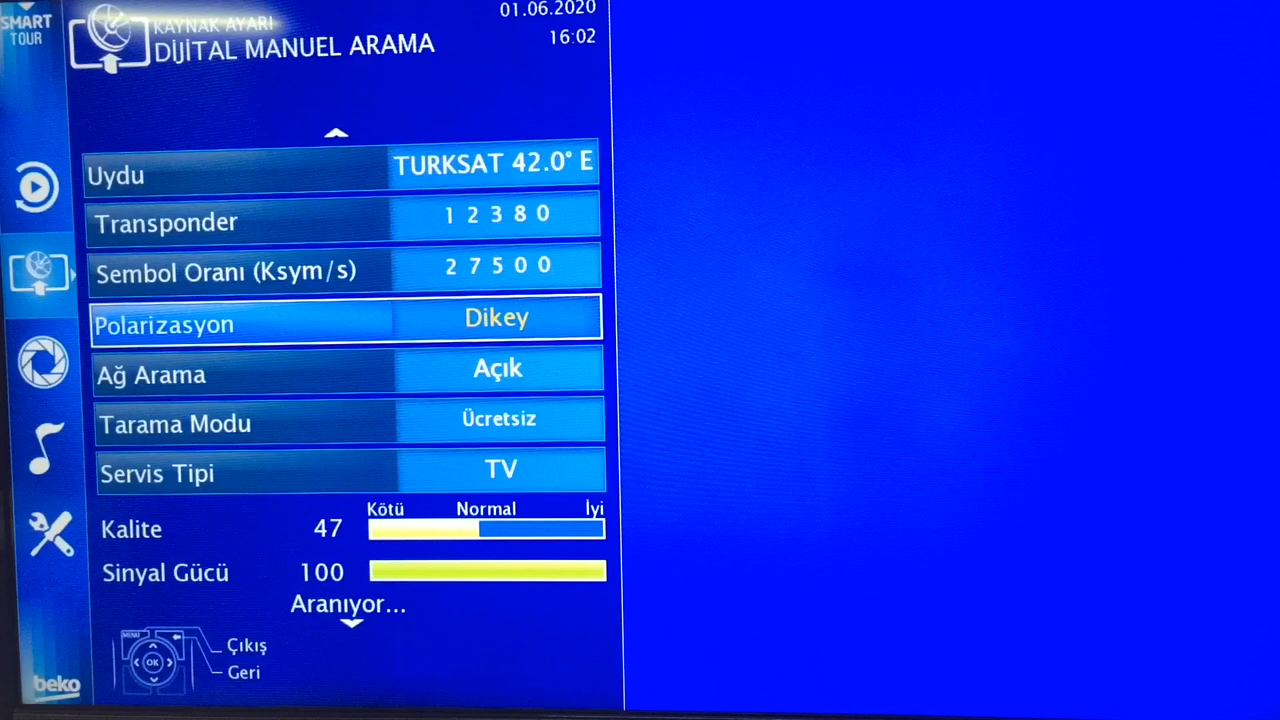 SMART
TOUR
KAYNAK AYARI
DİJİTAL MANUEL ARAMA
01.06.2020
16:02
Uydu TURKSAT 42.0° E
Transponder 1 2 3 8 0
Sembol Oranı (Ksym/s) 2 7 5 0 0
Polarizasyon Dikey
Ağ Arama Açık
Tarama Modu Ücretsiz
Servis Tipi TV
Kötü Normal İyi
Kalite 47
Sinyal Gücü 100
Aranıyor...
MENU
OK
Çıkış
Geri
beko